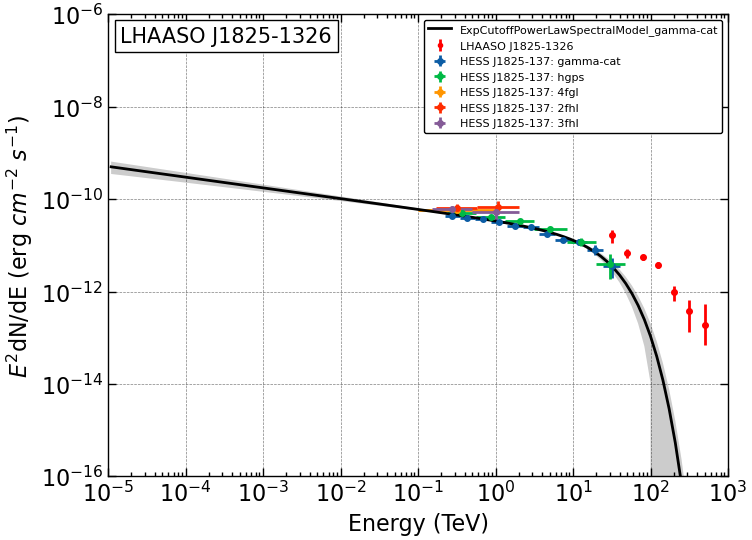 LHAASO J1825-1326
ExpCutoffPowerLawSpectralModel_gamma-cat
LHAASO J1825-1326
HESS J1825-137: gamma-cat
HESS J1825-137: hgps
HESS J1825-137: 4fgl
HESS J1825-137: 2fhl
HESS J1825-137: 3fhl
E²dN/dE (erg cm⁻² s⁻¹)
10⁻⁶
10⁻⁸
10⁻¹⁰
10⁻¹²
10⁻¹⁴
10⁻¹⁶
10⁻⁵ 10⁻⁴ 10⁻³ 10⁻² 10⁻¹ 10⁰ 10¹ 10² 10³
Energy (TeV)